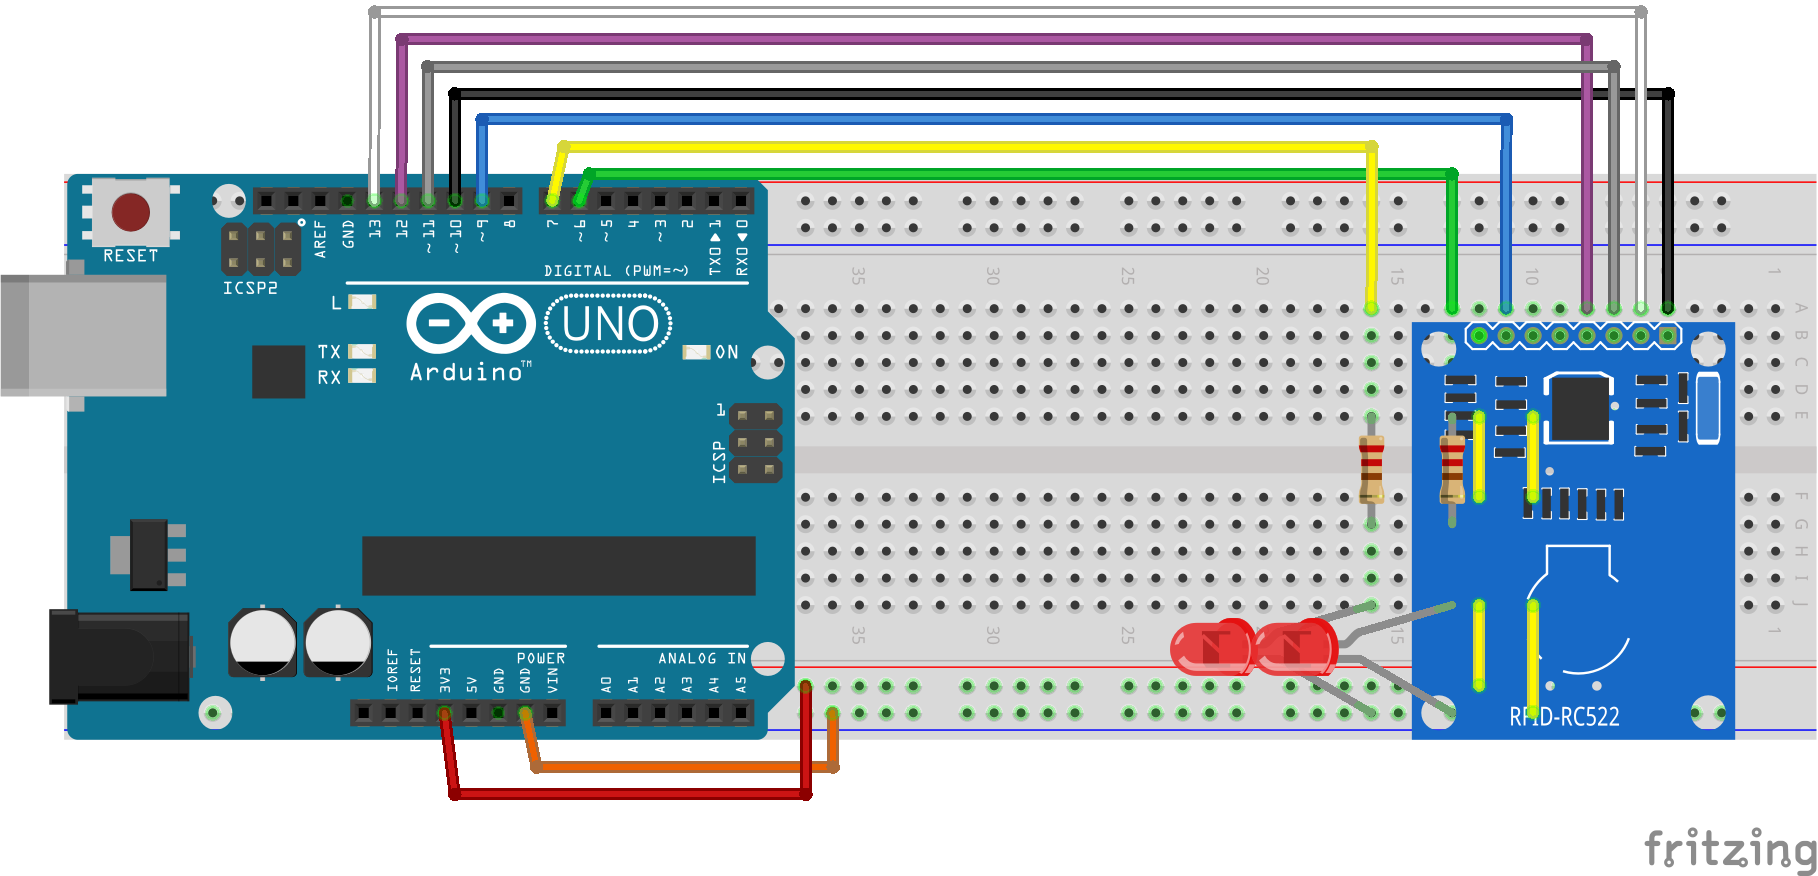 RESET
ICSP2
AREF
GND
13
12
~11
~10
~9
8
7
~6
~5
4
~3
2
TX0▶1
RX0◀0
DIGITAL (PWM=~)
L
TX
RX
UNO
Arduino™
ON
1
ICSP
35
30
25
20
15
10
1
A
B
C
D
E
F
G
H
I
J
35
30
25
15
1
POWER
ANALOG IN
IOREF
RESET
3V3
5V
GND
GND
VIN
A0
A1
A2
A3
A4
A5
RFID-RC522
fritzing